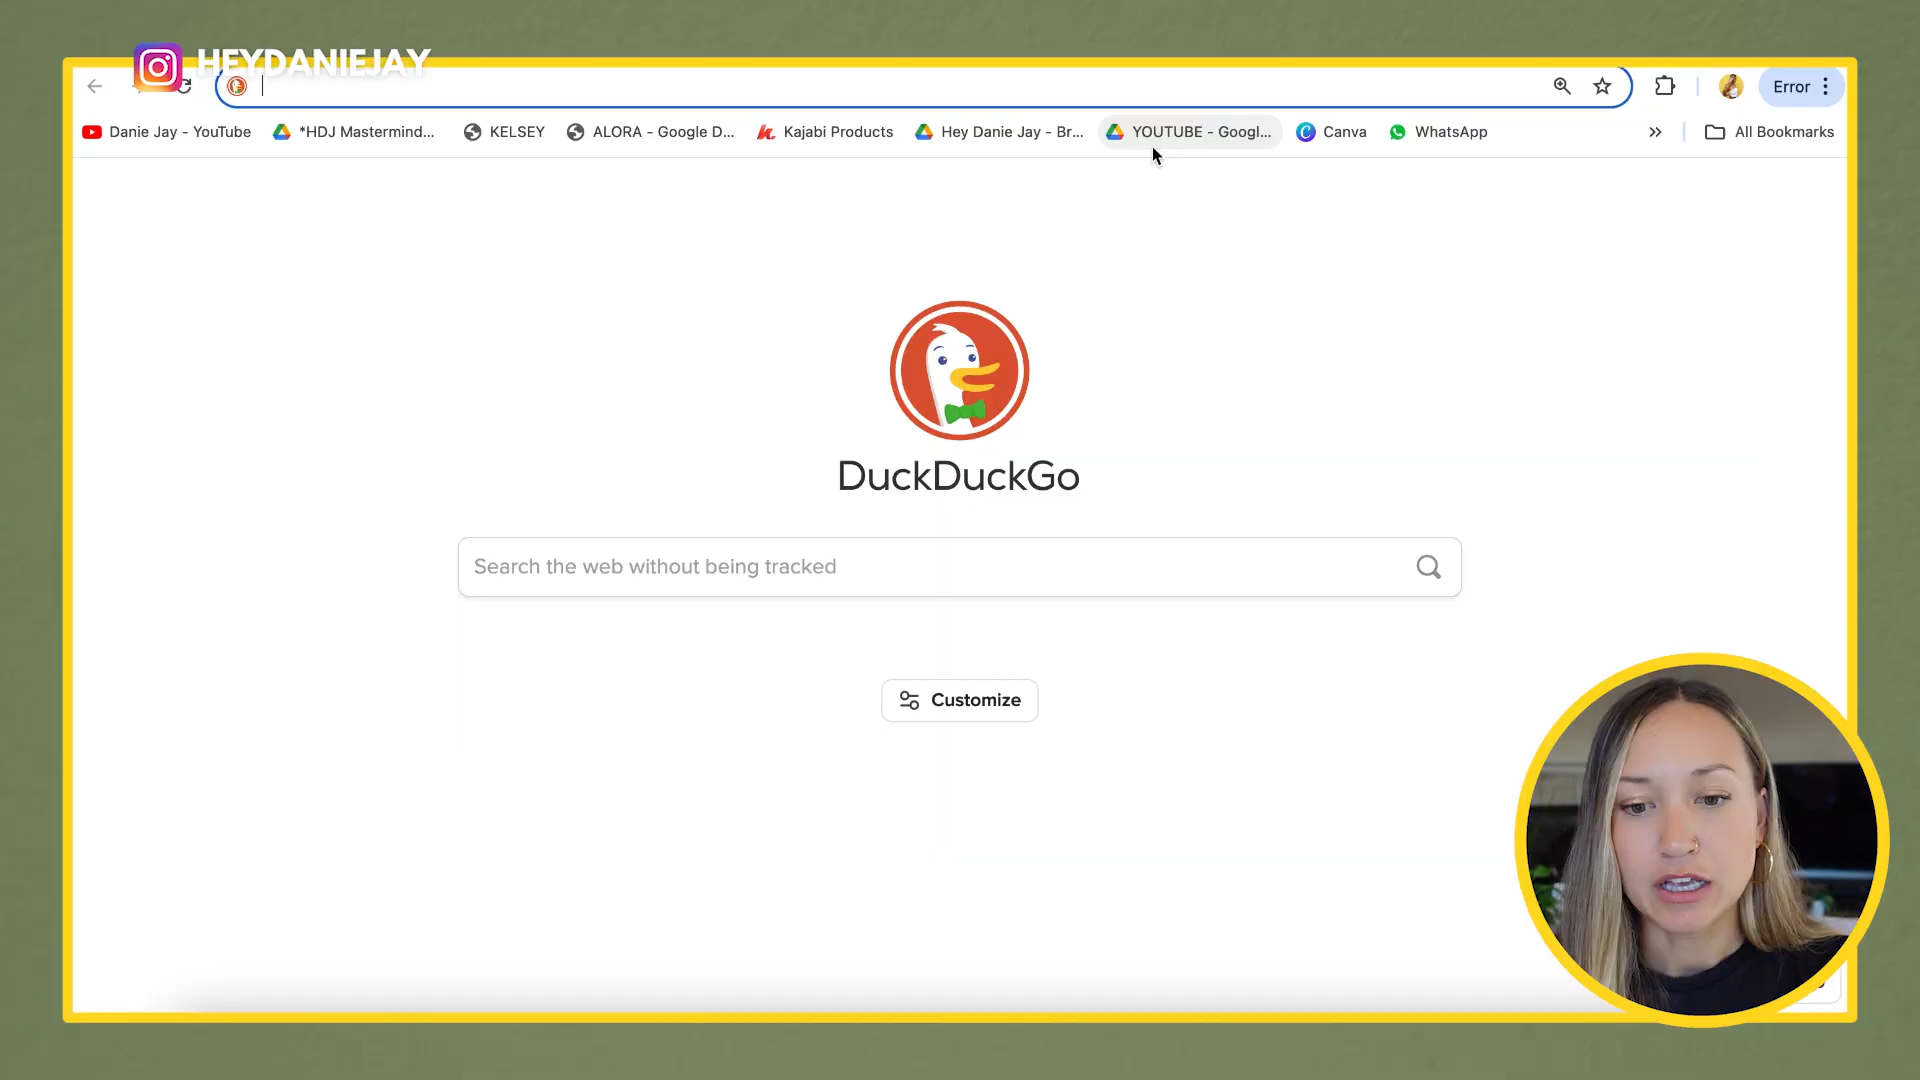 HEYDANIEJAY
Error
Danie Jay - YouTube
*HDJ Mastermind...
KELSEY
ALORA - Google D...
Kajabi Products
Hey Danie Jay - Br...
YOUTUBE - Googl...
Canva
WhatsApp
All Bookmarks
DuckDuckGo
Search the web without being tracked
Customize